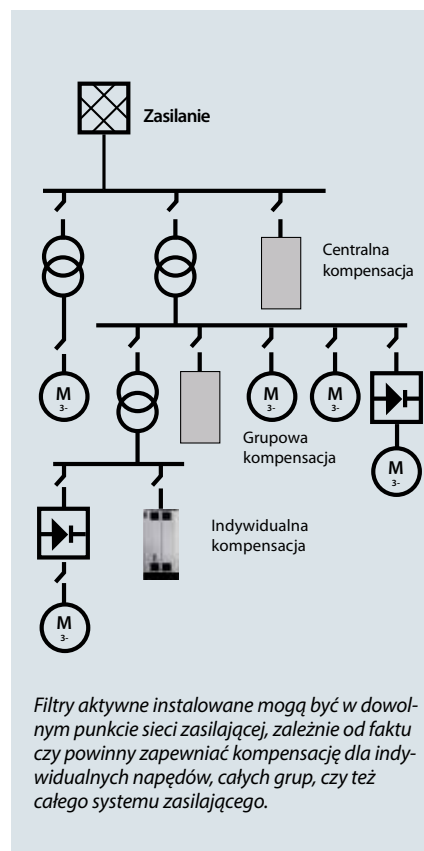 Zasilanie
Centralna
kompensacja
M
3-
M
3-
M
3-
M
3-
Grupowa
kompensacja
Indywidualna
kompensacja
M
3-
Filtry aktywne instalowane mogą być w dowol-
nym punkcie sieci zasilającej, zależnie od faktu
czy powinny zapewniać kompensację dla indy-
widualnych napędów, całych grup, czy też
całego systemu zasilającego.